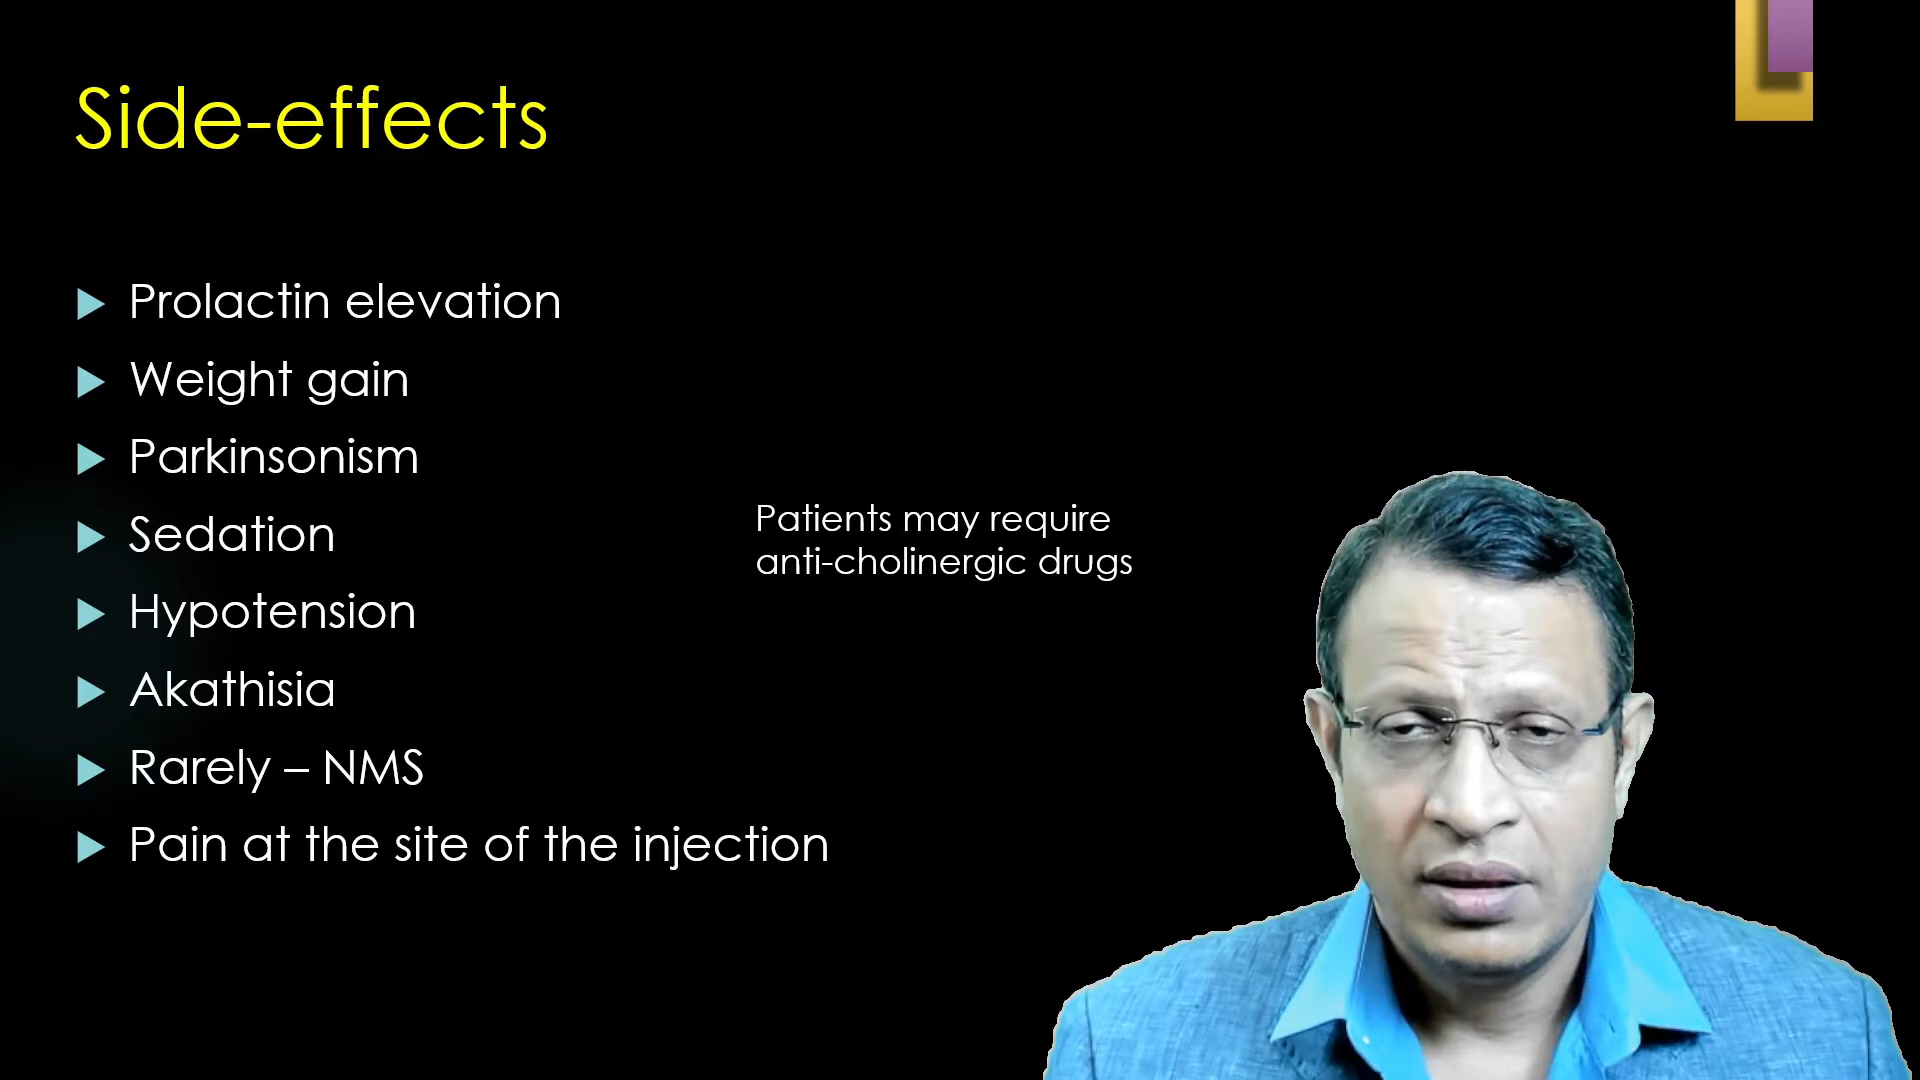 Side-effects
Prolactin elevation
Weight gain
Parkinsonism
Sedation
Hypotension
Akathisia
Rarely – NMS
Pain at the site of the injection
Patients may require
anti-cholinergic drugs